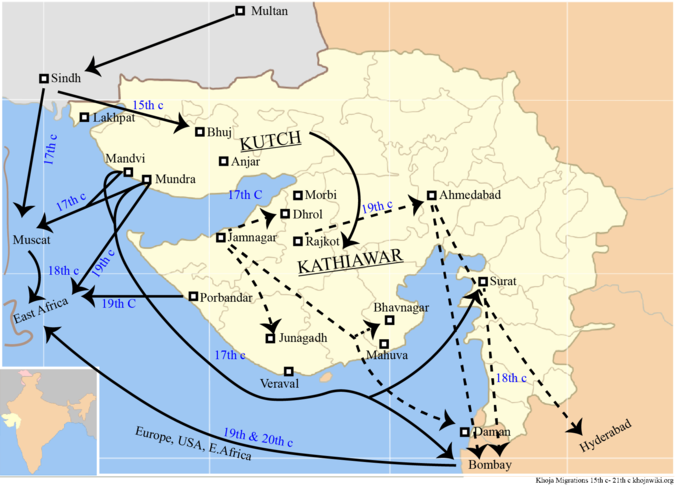 Multan
Sindh
15th c
Lakhpat
Bhuj
KUTCH
17th c
Mandvi
Anjar
Mundra
17th c
17th C
Morbi
19th c
Ahmedabad
Dhrol
Muscat
Jamnagar
Rajkot
KATHIAWAR
18th c
19th c
Surat
East Africa
19th C
Porbandar
Bhavnagar
Junagadh
Mahuva
17th c
Veraval
18th c
19th & 20th c
Daman
Hyderabad
Europe, USA, E.Africa
Bombay
Khoja Migrations 15th c- 21th c khojawiki.org